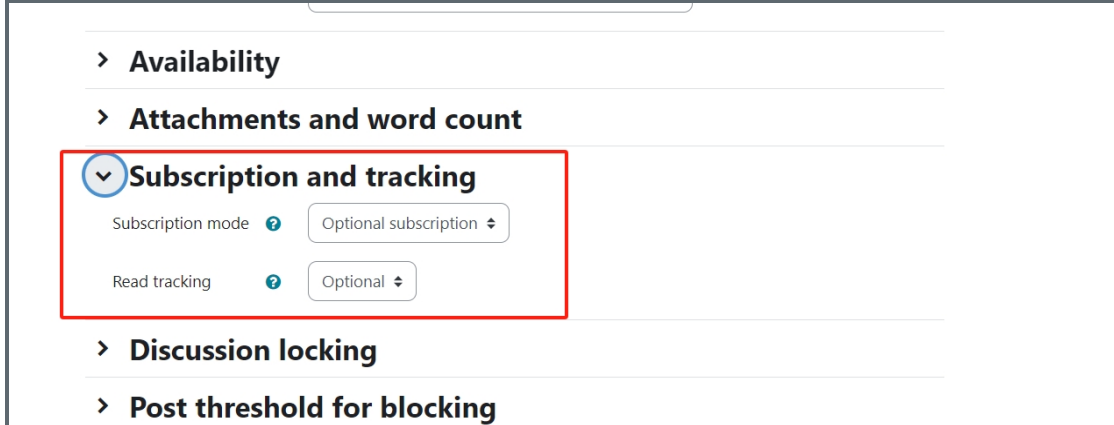 Availability
Attachments and word count
Subscription and tracking
Subscription mode ? Optional subscription
Read tracking ? Optional
Discussion locking
Post threshold for blocking